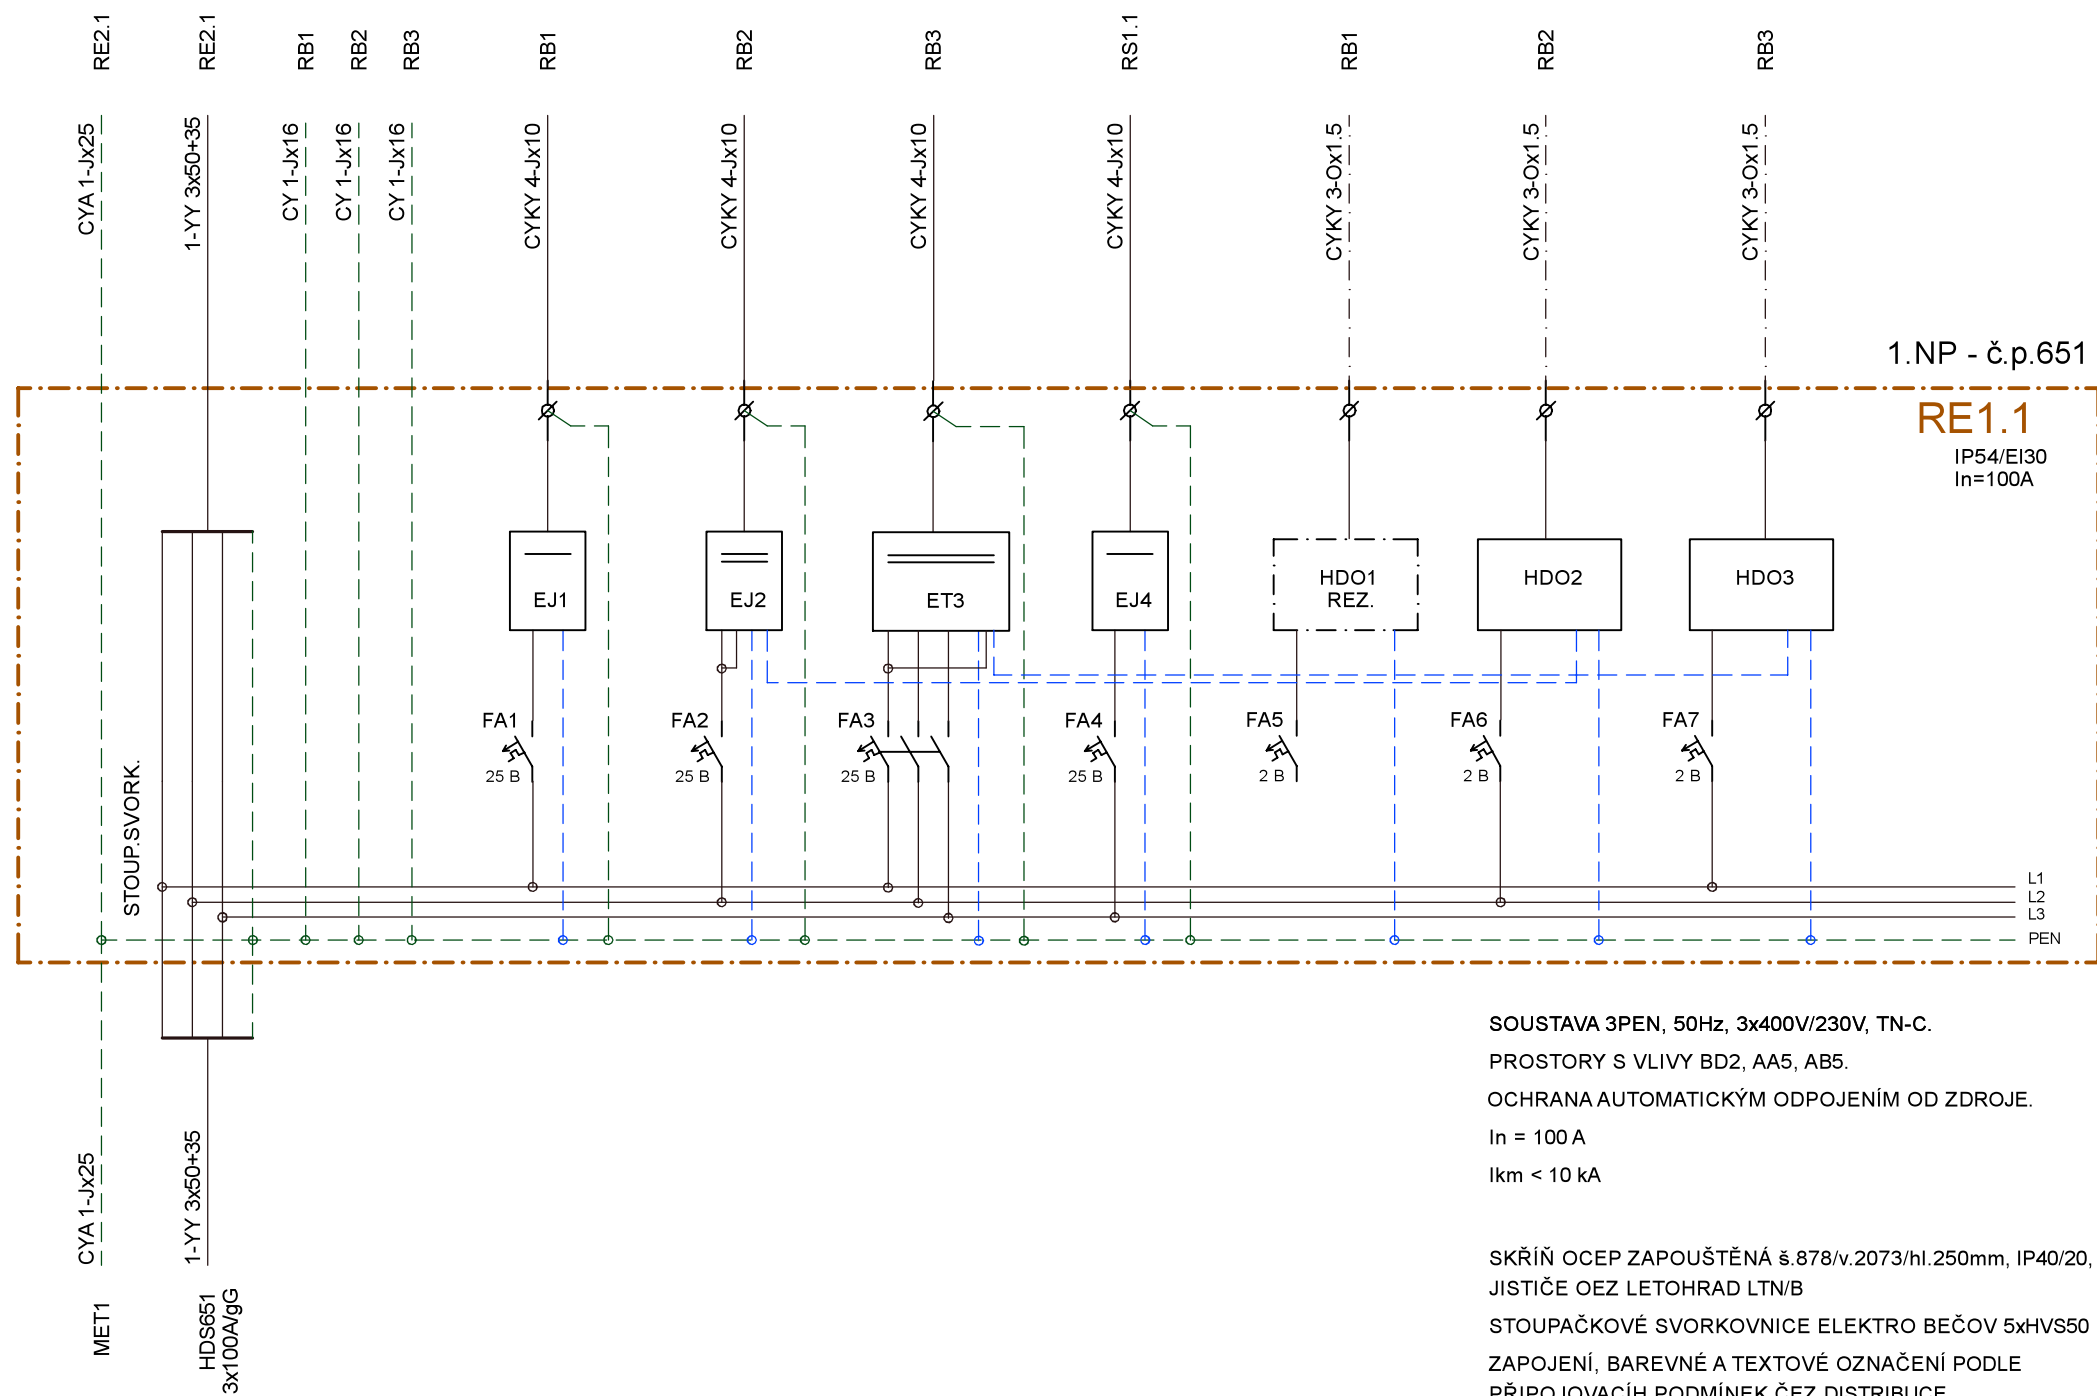 RE2.1
RE2.1
RB1
RB2
RB3
RB1
RB2
RB3
RS1.1
RB1
RB2
RB3
CYA 1-Jx25
1-YY 3x50+35
CY 1-Jx16
CY 1-Jx16
CY 1-Jx16
CYKY 4-Jx10
CYKY 4-Jx10
CYKY 4-Jx10
CYKY 4-Jx10
CYKY 3-Ox1.5
CYKY 3-Ox1.5
CYKY 3-Ox1.5
1.NP - č.p.651
RE1.1
IP54/EI30
In=100A
EJ1
EJ2
ET3
EJ4
HDO1
REZ.
HDO2
HDO3
FA1
25 B
FA2
25 B
FA3
25 B
FA4
25 B
FA5
2 B
FA6
2 B
FA7
2 B
STOUP.SVORK.
L1
L2
L3
PEN
CYA 1-Jx25
1-YY 3x50+35
MET1
HDS651
3x100A/gG
SOUSTAVA 3PEN, 50Hz, 3x400V/230V, TN-C.
PROSTORY S VLIVY BD2, AA5, AB5.
OCHRANA AUTOMATICKÝM ODPOJENÍM OD ZDROJE.
In = 100 A
Ikm < 10 kA
SKŘÍŇ OCEP ZAPOUŠTĚNÁ š.878/v.2073/hl.250mm, IP40/20,
JISTIČE OEZ LETOHRAD LTN/B
STOUPAČKOVÉ SVORKOVNICE ELEKTRO BEČOV 5xHVS50
ZAPOJENÍ, BAREVNÉ A TEXTOVÉ OZNAČENÍ PODLE
PŘIPOJOVACÍH PODMÍNEK ČEZ DISTRIBUCE